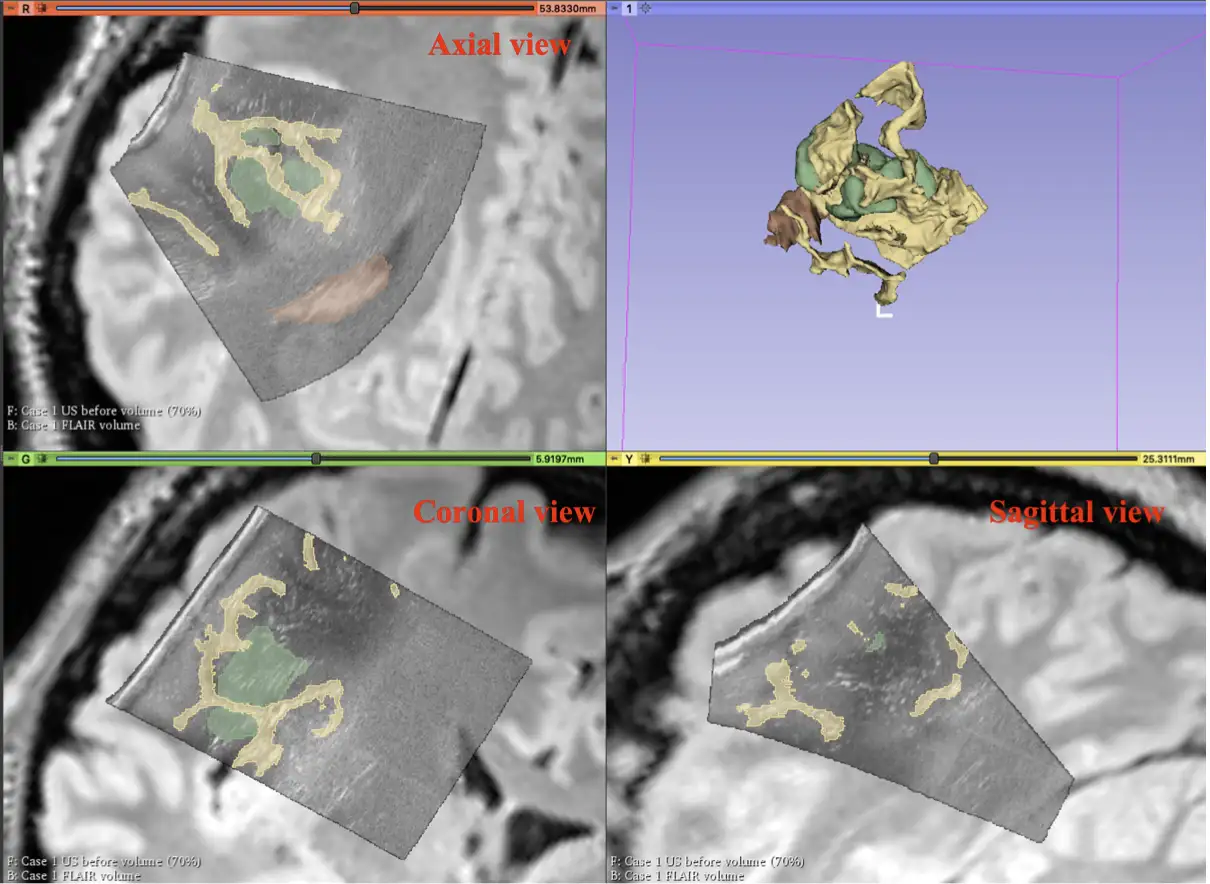 R 53.8330mm
Axial view
F: Case 1 US before volume (70%)
B: Case 1 FLAIR volume
1
L
G 5.9197mm
Coronal view
F: Case 1 US before volume (70%)
B: Case 1 FLAIR volume
Y 25.3111mm
Sagittal view
F: Case 1 US before volume (70%)
B: Case 1 FLAIR volume